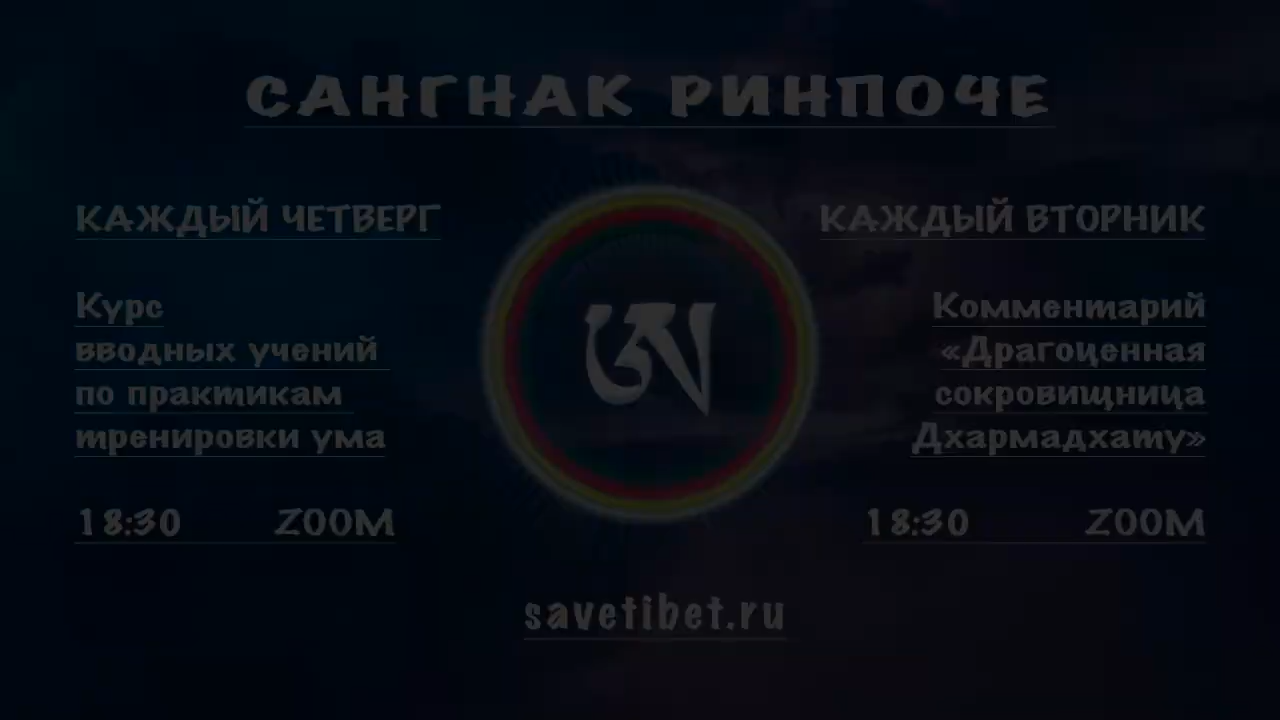 САНГНАК РИНПОЧЕ
КАЖДЫЙ ЧЕТВЕРГ
Курс
вводных учений
по практикам
тренировки ума
18:30 ZOOM
ༀ
КАЖДЫЙ ВТОРНИК
Комментарий
«Драгоценная
сокровищница
Дхармадхату»
18:30 ZOOM
savetibet.ru